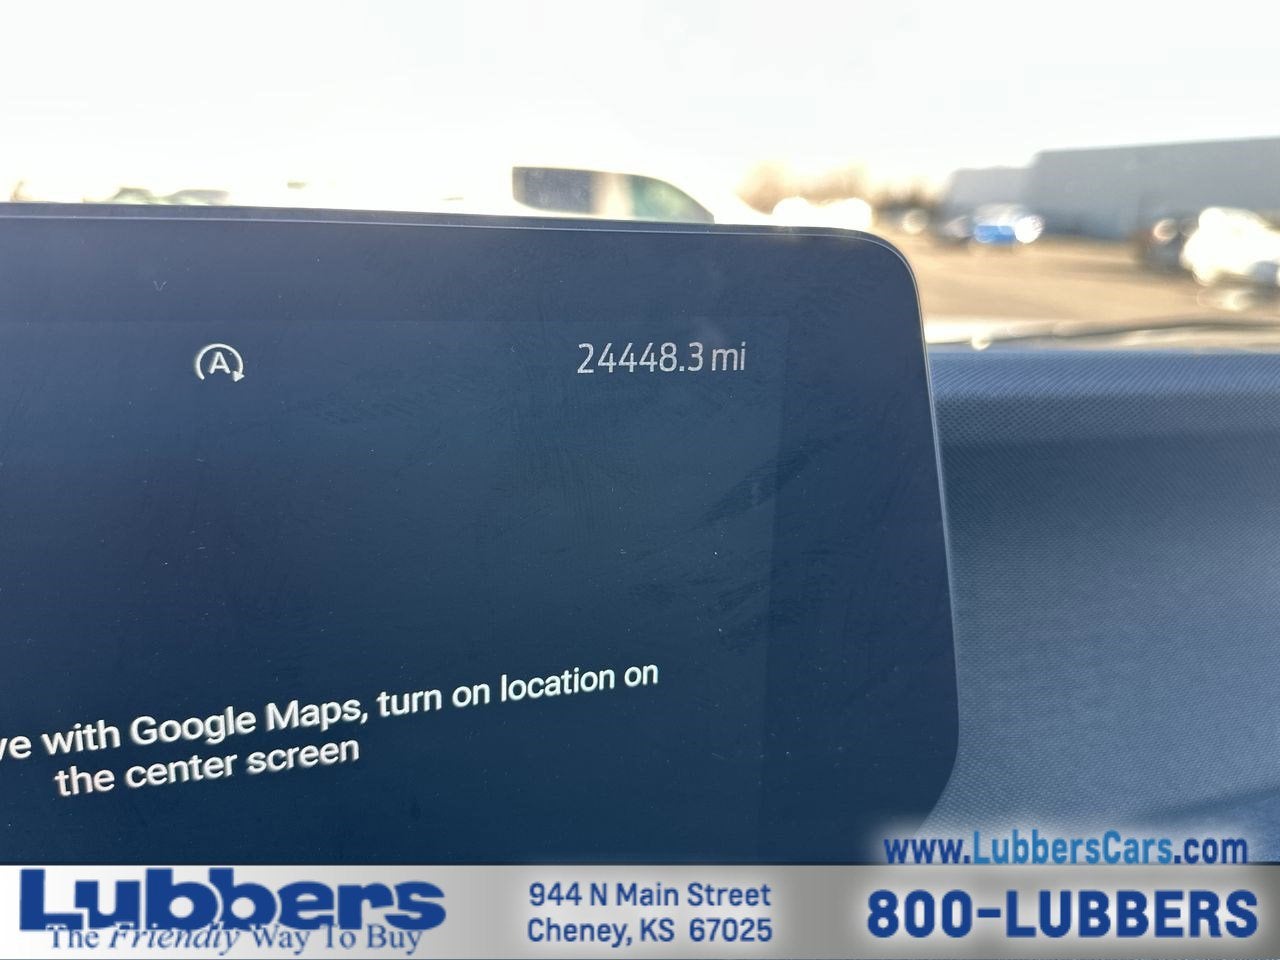 A
24448.3 mi
ve with Google Maps, turn on location on
the center screen
www.LubbersCars.com
Lubbers
The Friendly Way To Buy
944 N Main Street
Cheney, KS 67025
800-LUBBERS